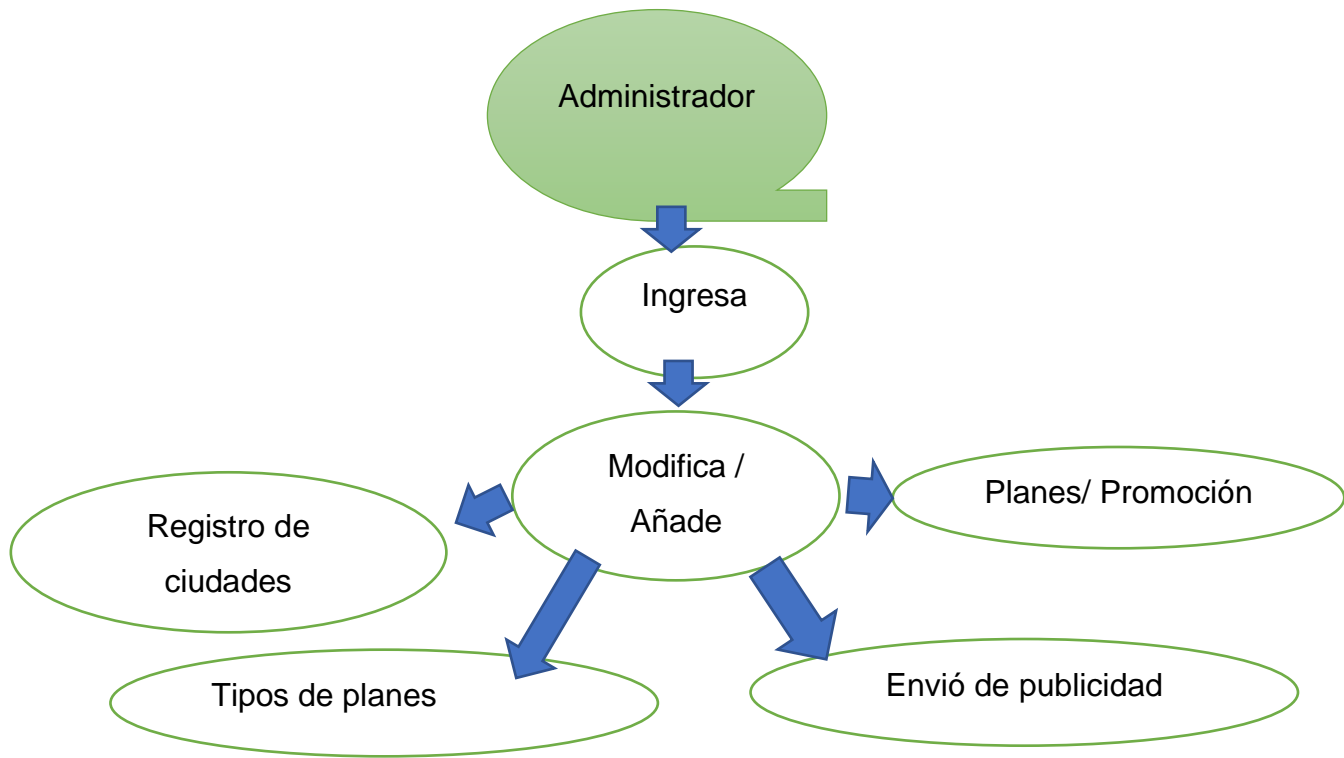 Administrador
Ingresa
Modifica /
Añade
Planes/ Promoción
Registro de
ciudades
Tipos de planes
Envió de publicidad